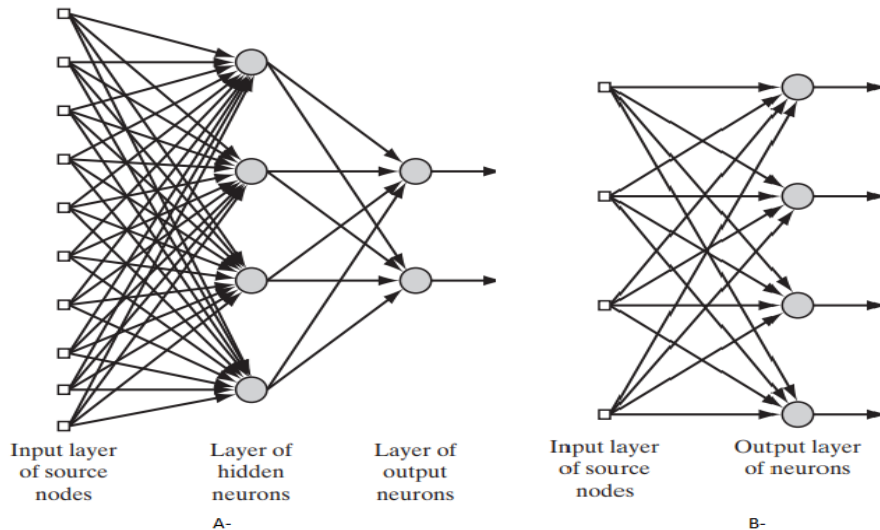 Input layer
of source
nodes
Layer of
hidden
neurons
Layer of
output
neurons
A-
Input layer
of source
nodes
Output layer
of neurons
B-